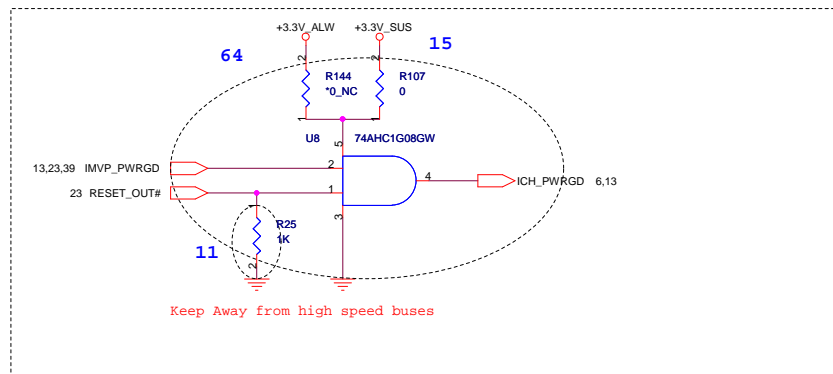 +3.3V_ALW +3.3V_SUS
64 15
2 2
R144 R107
*0_NC 0
1 1
U8 5 74AHC1G08GW
13,23,39 IMVP_PWRGD 2
4 ICH_PWRGD 6,13
23 RESET_OUT# 1
1 3
R25
1K
11 2
Keep Away from high speed buses